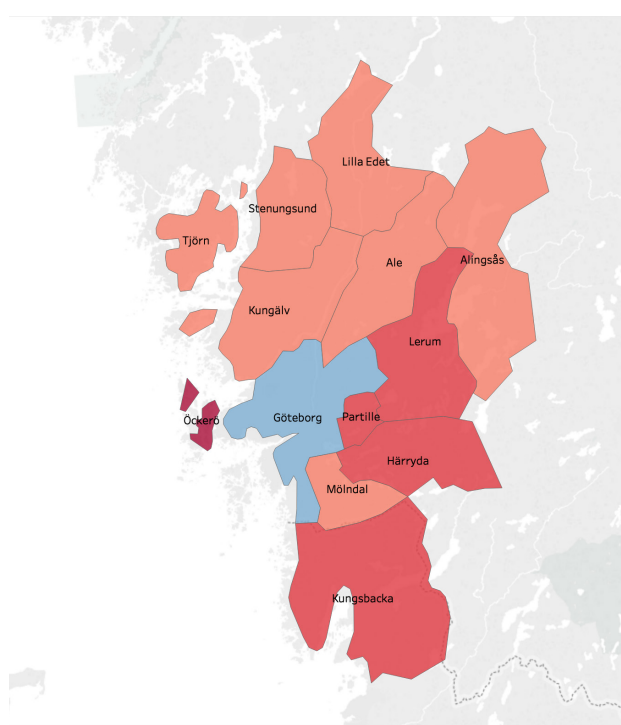 Lilla Edet
Stenungsund
Tjörn
Ale
Alingsås
Kungälv
Lerum
Öckerö
Göteborg
Partille
Härryda
Mölndal
Kungsbacka